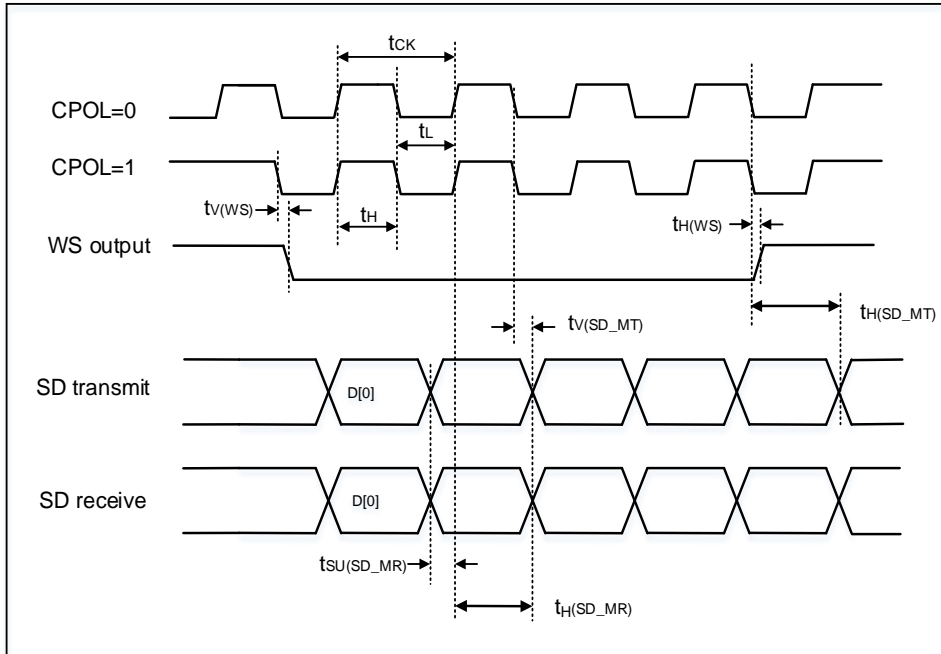 tCK
CPOL=0
tL
CPOL=1
tV(WS)
tH
tH(WS)
WS output
tV(SD_MT)
tH(SD_MT)
SD transmit
D[0]
SD receive
D[0]
tSU(SD_MR)
tH(SD_MR)